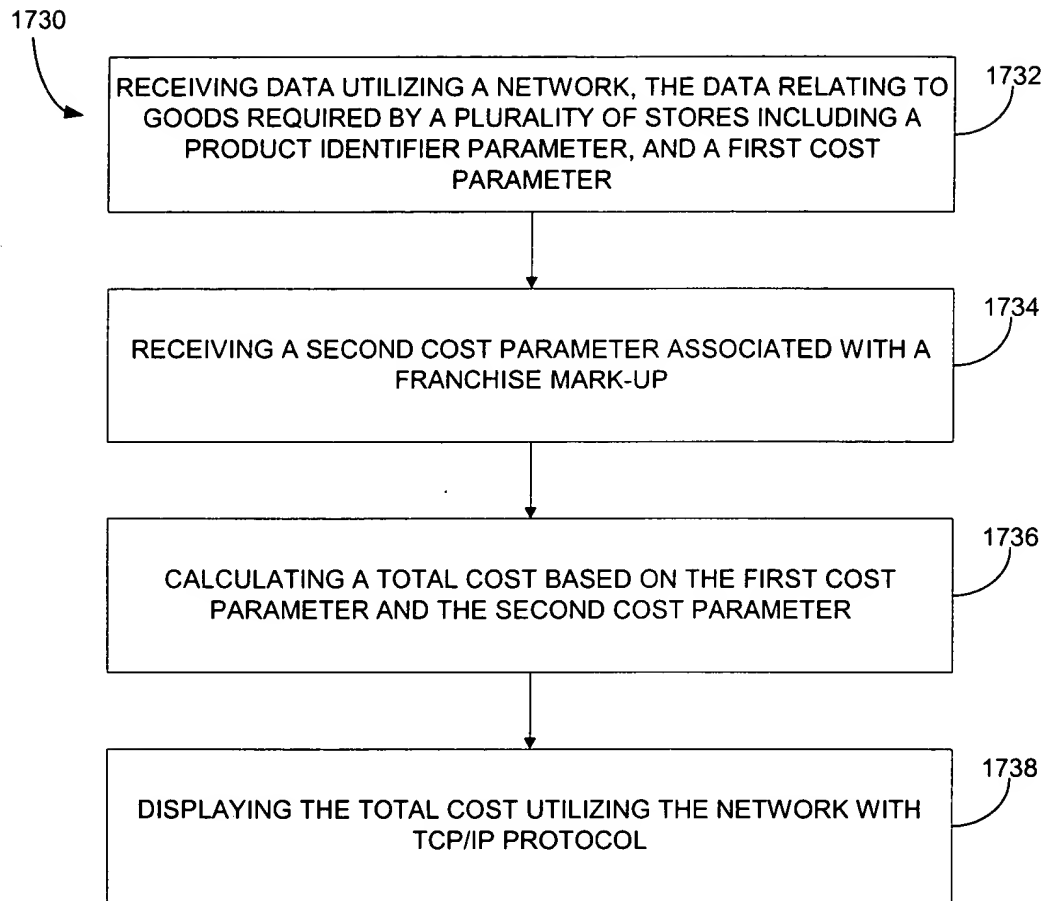 1730
RECEIVING DATA UTILIZING A NETWORK, THE DATA RELATING TO
GOODS REQUIRED BY A PLURALITY OF STORES INCLUDING A
PRODUCT IDENTIFIER PARAMETER, AND A FIRST COST
PARAMETER
1732
RECEIVING A SECOND COST PARAMETER ASSOCIATED WITH A
FRANCHISE MARK-UP
1734
CALCULATING A TOTAL COST BASED ON THE FIRST COST
PARAMETER AND THE SECOND COST PARAMETER
1736
DISPLAYING THE TOTAL COST UTILIZING THE NETWORK WITH
TCP/IP PROTOCOL
1738